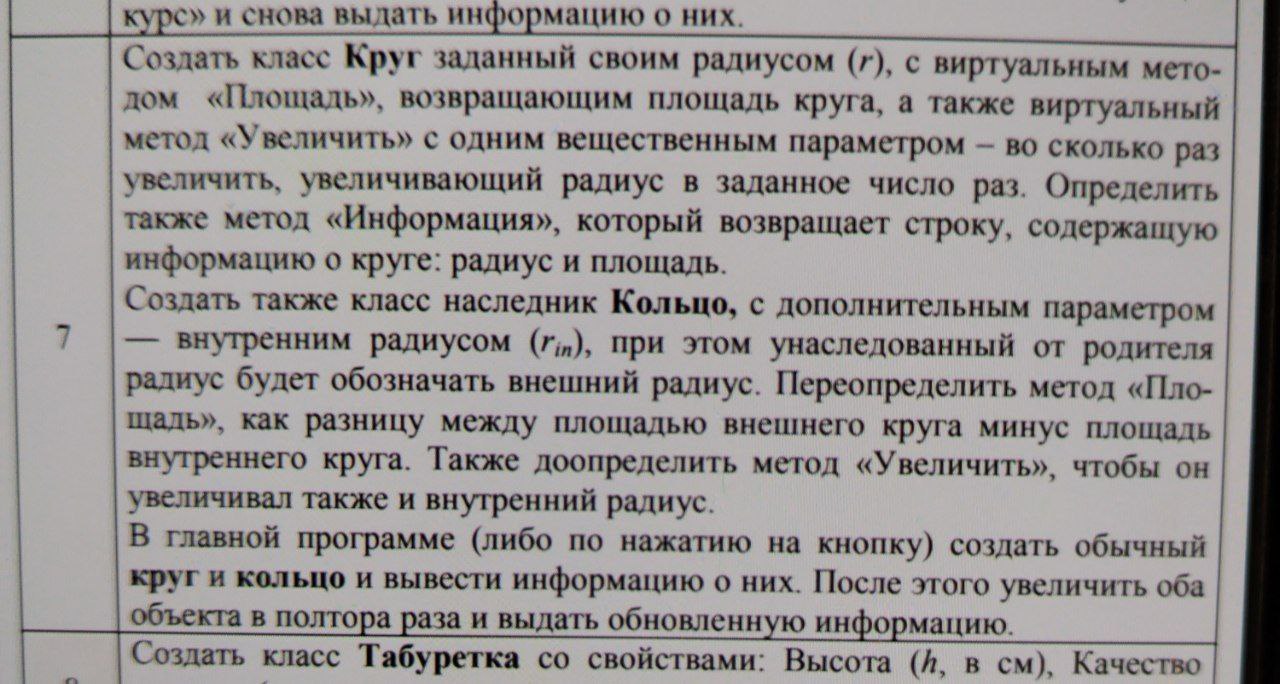 курс» и снова выдать информацию о них.
Создать класс Круг заданный своим радиусом (r), с виртуальным мето-
дом «Площадь», возвращающим площадь круга, а также виртуальный
метод «Увеличить» с одним вещественным параметром – во сколько раз
увеличить, увеличивающий радиус в заданное число раз. Определить
также метод «Информация», который возвращает строку, содержащую
информацию о круге: радиус и площадь.
Создать также класс наследник Кольцо, с дополнительным параметром
7
— внутренним радиусом (rin), при этом унаследованный от родителя
радиус будет обозначать внешний радиус. Переопределить метод «Пло-
щадь», как разницу между площадью внешнего круга минус площадь
внутреннего круга. Также доопределить метод «Увеличить», чтобы он
увеличивал также и внутренний радиус.
В главной программе (либо по нажатию на кнопку) создать обычный
круг и кольцо и вывести информацию о них. После этого увеличить оба
объекта в полтора раза и выдать обновленную информацию.
Создать класс Табуретка со свойствами: Высота (h, в см), Качество